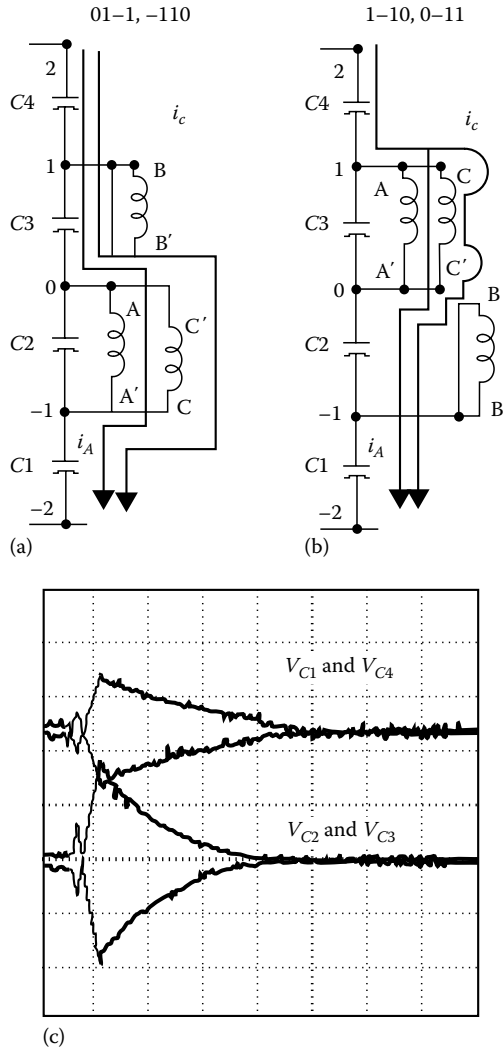 01–1, –110
1–10, 0–11
2
C4
i_c
1
B
C3
B′
0
A
C′
C2
A′
C
–1
i_A
C1
–2
(a)
2
C4
i_c
1
A
C
C3
A′
C′
0
B
C2
B
–1
i_A
C1
–2
(b)
V_C1 and V_C4
V_C2 and V_C3
(c)